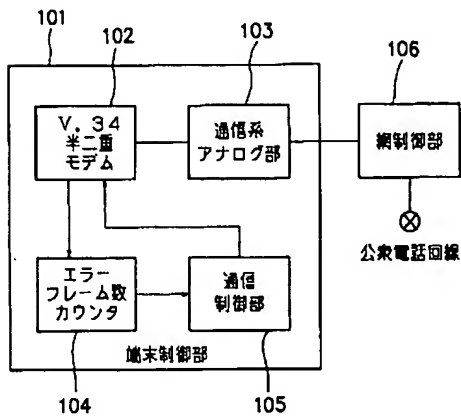 101
102
103
106
V.34
半二重
モデム
通信系
アナログ部
網制御部
公衆電話回線
エラー
フレーム数
カウンタ
通信
制御部
端末制御部
104
105